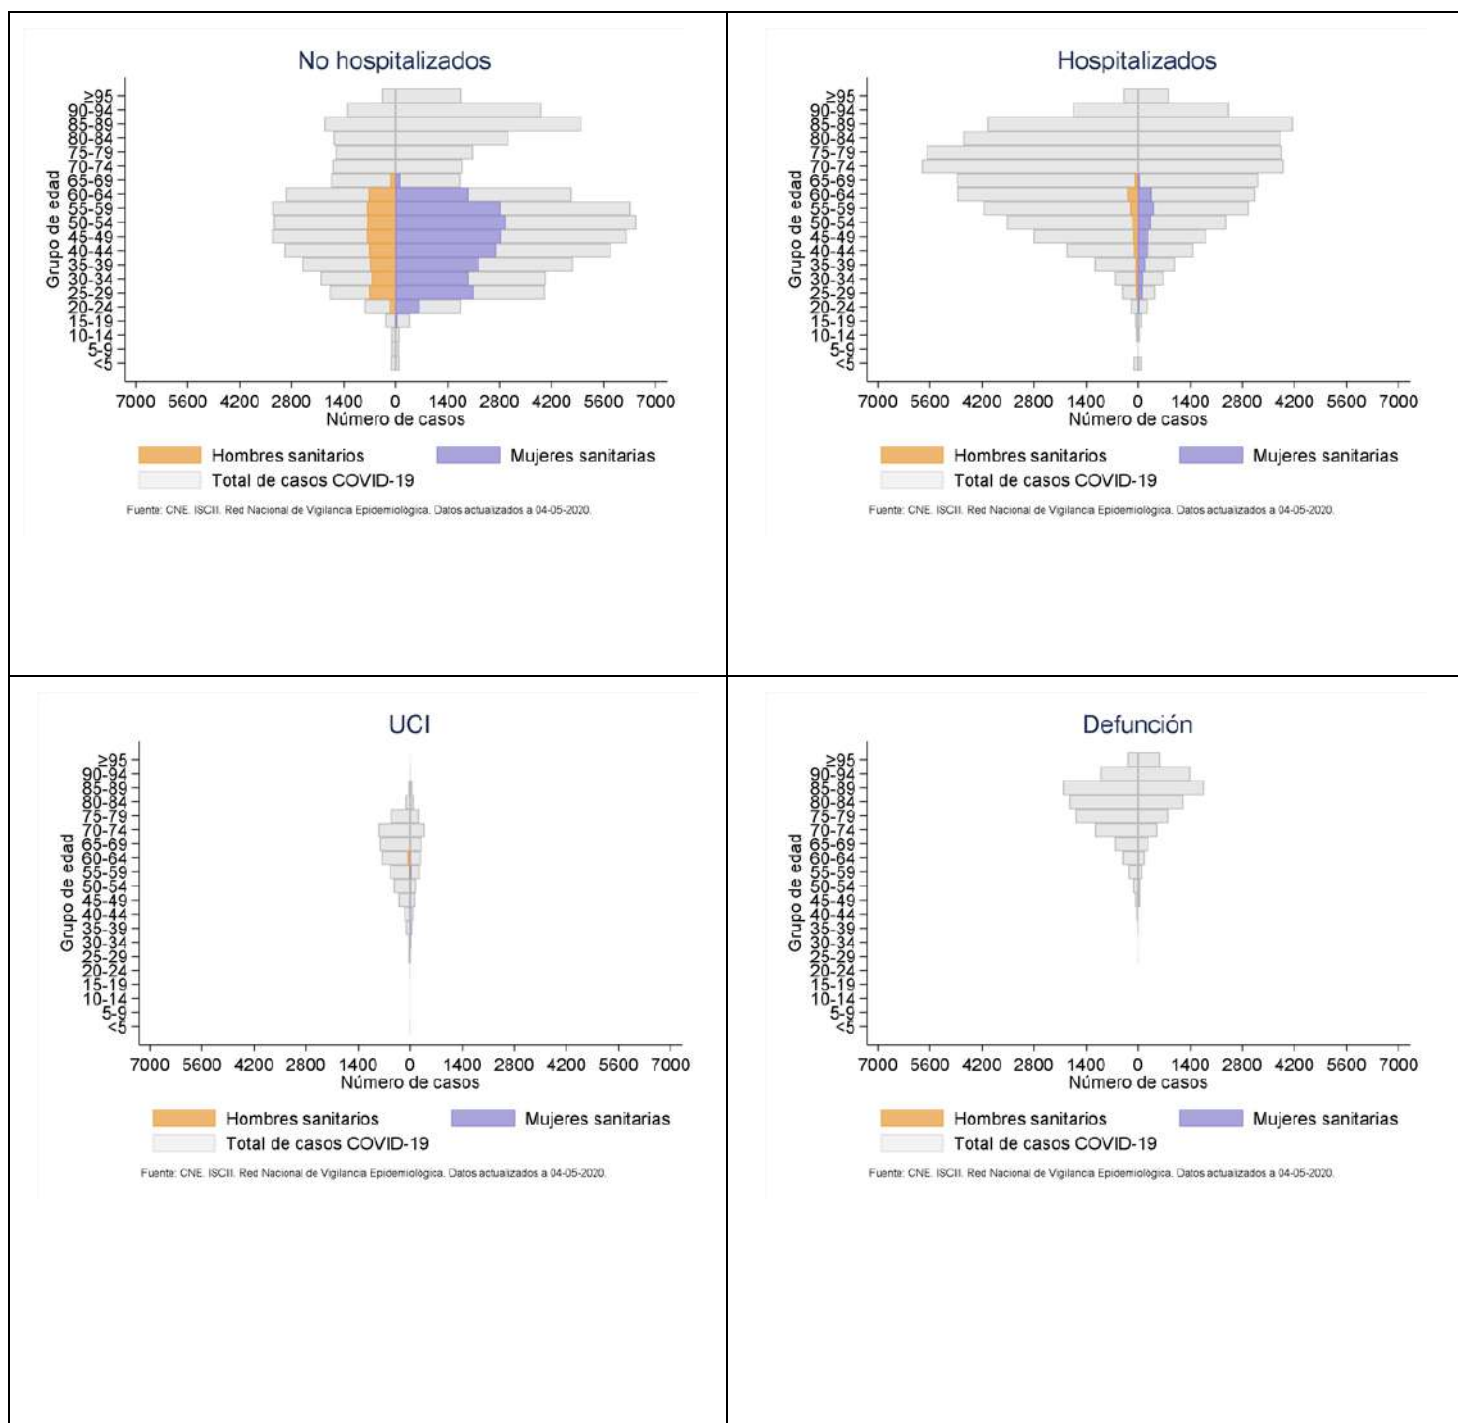 No hospitalizados
Grupo de edad
≥95
90-94
85-89
80-84
75-79
70-74
65-69
60-64
55-59
50-54
45-49
40-44
35-39
30-34
25-29
20-24
15-19
10-14
5-9
<5
7000 5600 4200 2800 1400 0 1400 2800 4200 5600 7000
Número de casos
Hombres sanitarios Mujeres sanitarias
Total de casos COVID-19
Fuente: CNE. ISCIII. Red Nacional de Vigilancia Epidemiológica. Datos actualizados a 04-05-2020.
Hospitalizados
Grupo de edad
≥95
90-94
85-89
80-84
75-79
70-74
65-69
60-64
55-59
50-54
45-49
40-44
35-39
30-34
25-29
20-24
15-19
10-14
5-9
<5
7000 5600 4200 2800 1400 0 1400 2800 4200 5600 7000
Número de casos
Hombres sanitarios Mujeres sanitarias
Total de casos COVID-19
Fuente: CNE. ISCIII. Red Nacional de Vigilancia Epidemiológica. Datos actualizados a 04-05-2020.
UCI
Grupo de edad
≥95
90-94
85-89
80-84
75-79
70-74
65-69
60-64
55-59
50-54
45-49
40-44
35-39
30-34
25-29
20-24
15-19
10-14
5-9
<5
7000 5600 4200 2800 1400 0 1400 2800 4200 5600 7000
Número de casos
Hombres sanitarios Mujeres sanitarias
Total de casos COVID-19
Fuente: CNE. ISCIII. Red Nacional de Vigilancia Epidemiológica. Datos actualizados a 04-05-2020.
Defunción
Grupo de edad
≥95
90-94
85-89
80-84
75-79
70-74
65-69
60-64
55-59
50-54
45-49
40-44
35-39
30-34
25-29
20-24
15-19
10-14
5-9
<5
7000 5600 4200 2800 1400 0 1400 2800 4200 5600 7000
Número de casos
Hombres sanitarios Mujeres sanitarias
Total de casos COVID-19
Fuente: CNE. ISCIII. Red Nacional de Vigilancia Epidemiológica. Datos actualizados a 04-05-2020.